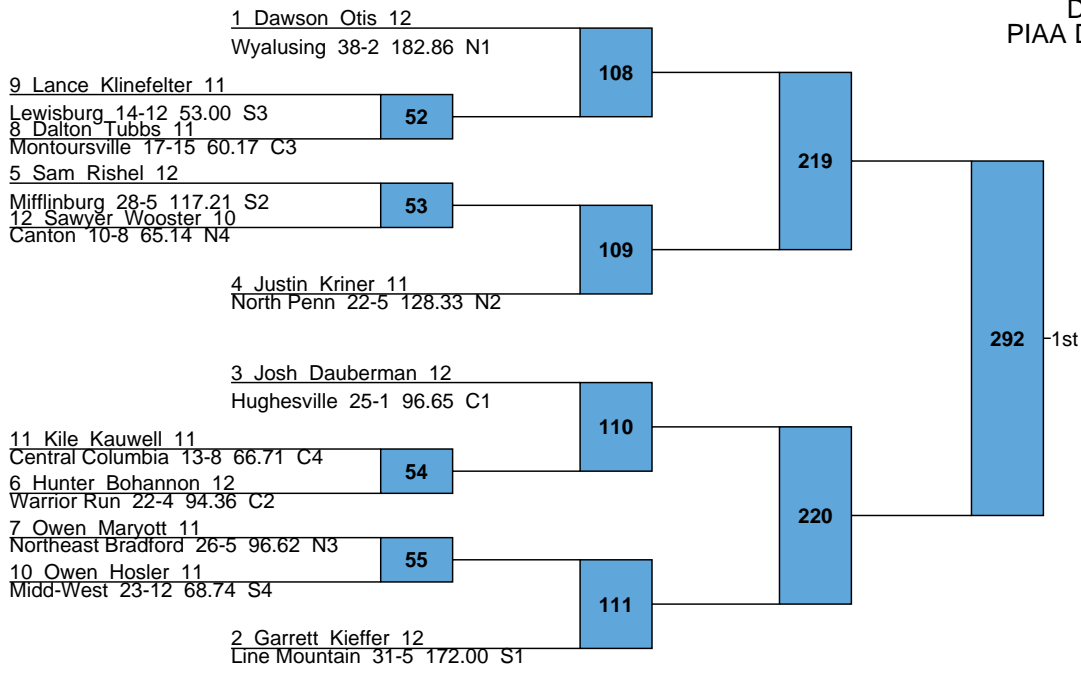 D
PIAA D
1 Dawson Otis 12
Wyalusing 38-2 182.86 N1
108
9 Lance Klinefelter 11
Lewisburg 14-12 53.00 S3
52
8 Dalton Tubbs 11
Montoursville 17-15 60.17 C3
219
5 Sam Rishel 12
Mifflinburg 28-5 117.21 S2
53
12 Sawyer Wooster 10
Canton 10-8 65.14 N4
109
4 Justin Kriner 11
North Penn 22-5 128.33 N2
292
1st
3 Josh Dauberman 12
Hughesville 25-1 96.65 C1
110
11 Kile Kauwell 11
Central Columbia 13-8 66.71 C4
54
6 Hunter Bohannon 12
Warrior Run 22-4 94.36 C2
220
7 Owen Maryott 11
Northeast Bradford 26-5 96.62 N3
55
10 Owen Hosler 11
Midd-West 23-12 68.74 S4
111
2 Garrett Kieffer 12
Line Mountain 31-5 172.00 S1